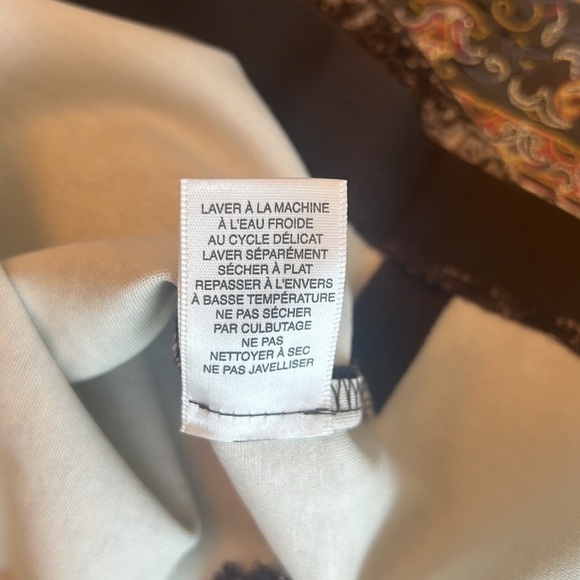 LAVER À LA MACHINE
À L'EAU FROIDE
AU CYCLE DÉLICAT
LAVER SÉPARÉMENT
SÉCHER À PLAT
REPASSER À L'ENVERS
À BASSE TEMPÉRATURE
NE PAS SÉCHER
PAR CULBUTAGE
NE PAS
NETTOYER À SEC
NE PAS JAVELLISER